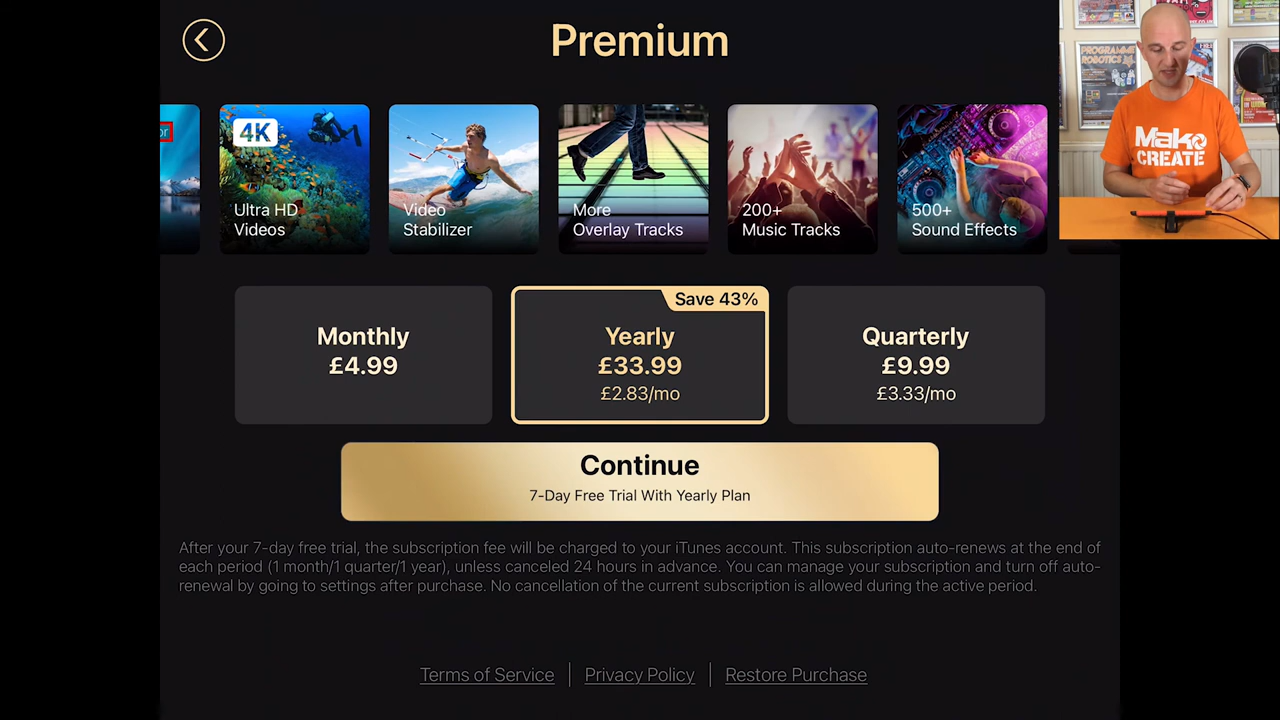 Premium
or
4K
Ultra HD
Videos
Video
Stabilizer
More
Overlay Tracks
200+
Music Tracks
500+
Sound Effects
PROGRAMME
ROBOTICS
Make
CREATE
Monthly
£4.99
Save 43%
Yearly
£33.99
£2.83/mo
Quarterly
£9.99
£3.33/mo
Continue
7-Day Free Trial With Yearly Plan
After your 7-day free trial, the subscription fee will be charged to your iTunes account. This subscription auto-renews at the end of
each period (1 month/1 quarter/1 year), unless canceled 24 hours in advance. You can manage your subscription and turn off auto-
renewal by going to settings after purchase. No cancellation of the current subscription is allowed during the active period.
Terms of Service
Privacy Policy
Restore Purchase